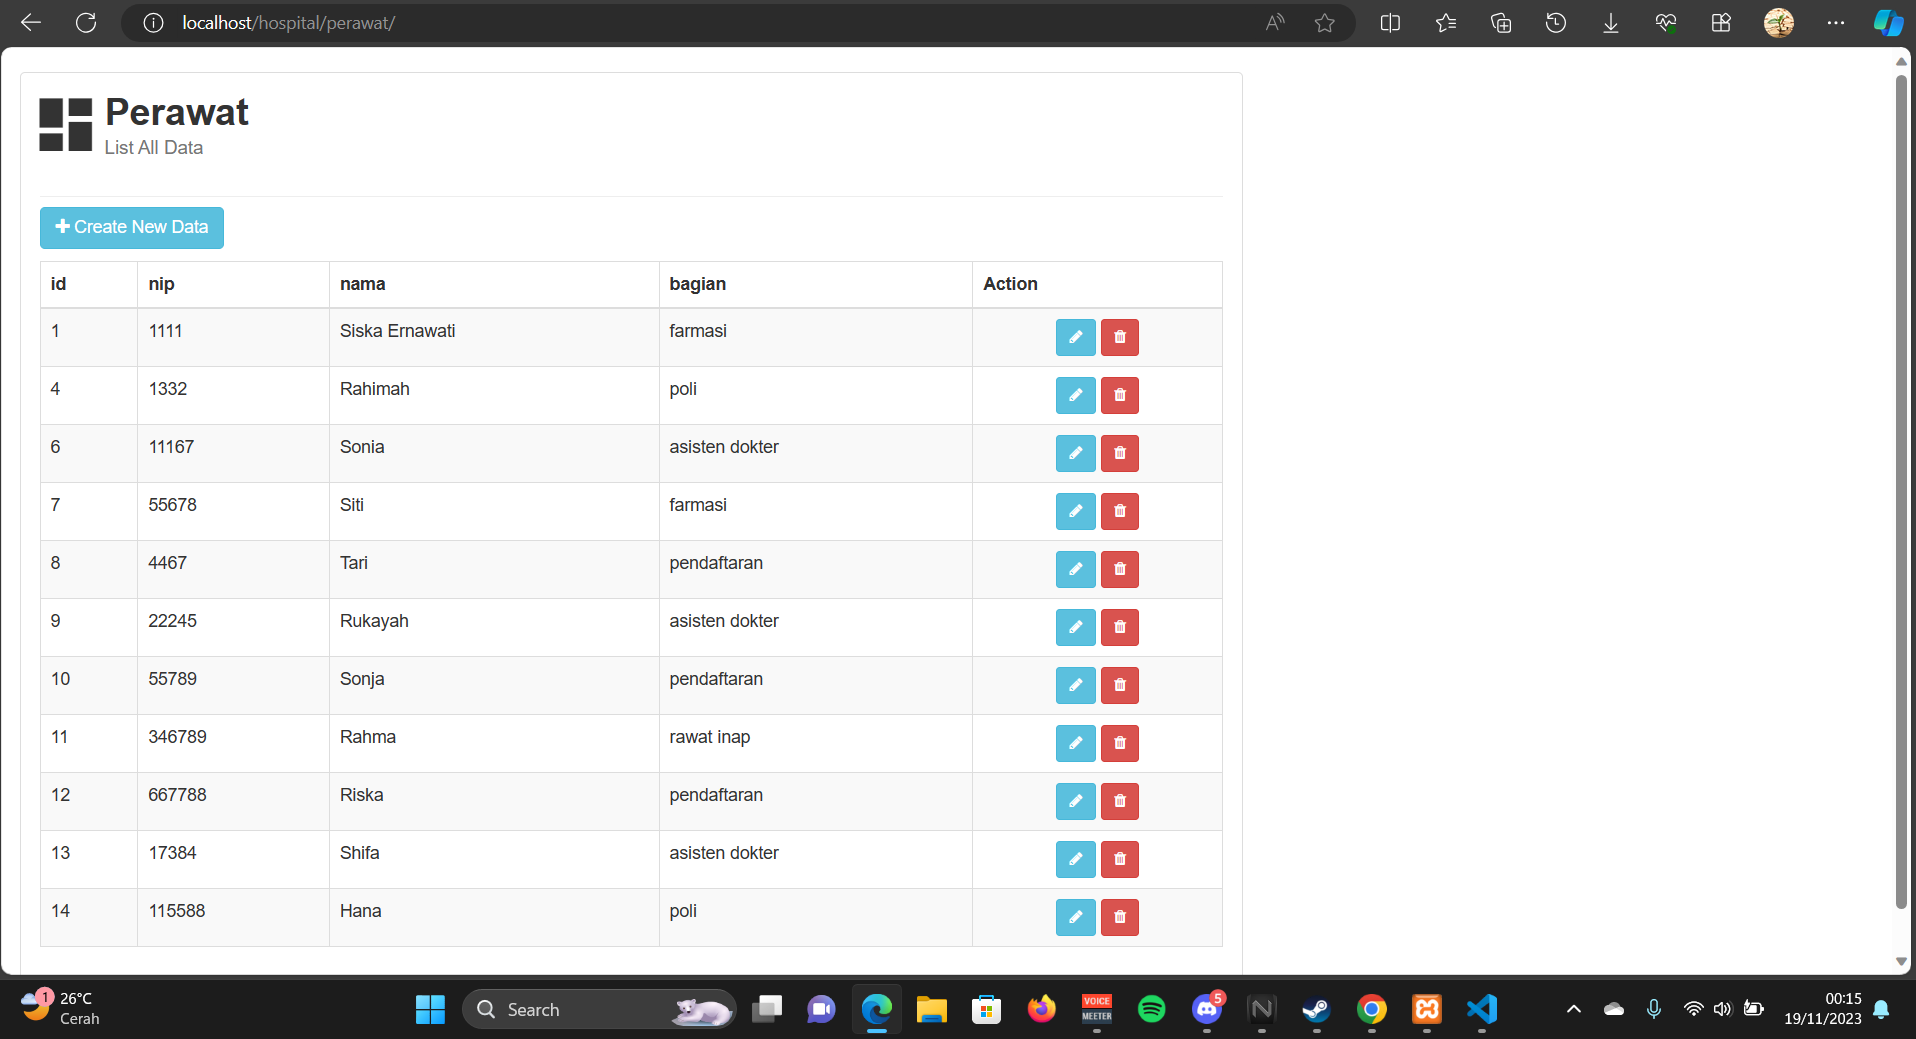 localhost/hospital/perawat/
Perawat
List All Data
Create New Data
id nip nama bagian Action
1 1111 Siska Ernawati farmasi
4 1332 Rahimah poli
6 11167 Sonia asisten dokter
7 55678 Siti farmasi
8 4467 Tari pendaftaran
9 22245 Rukayah asisten dokter
10 55789 Sonja pendaftaran
11 346789 Rahma rawat inap
12 667788 Riska pendaftaran
13 17384 Shifa asisten dokter
14 115588 Hana poli
1
26°C
Cerah
Search
VOICE
MEETER
5
00:15
19/11/2023